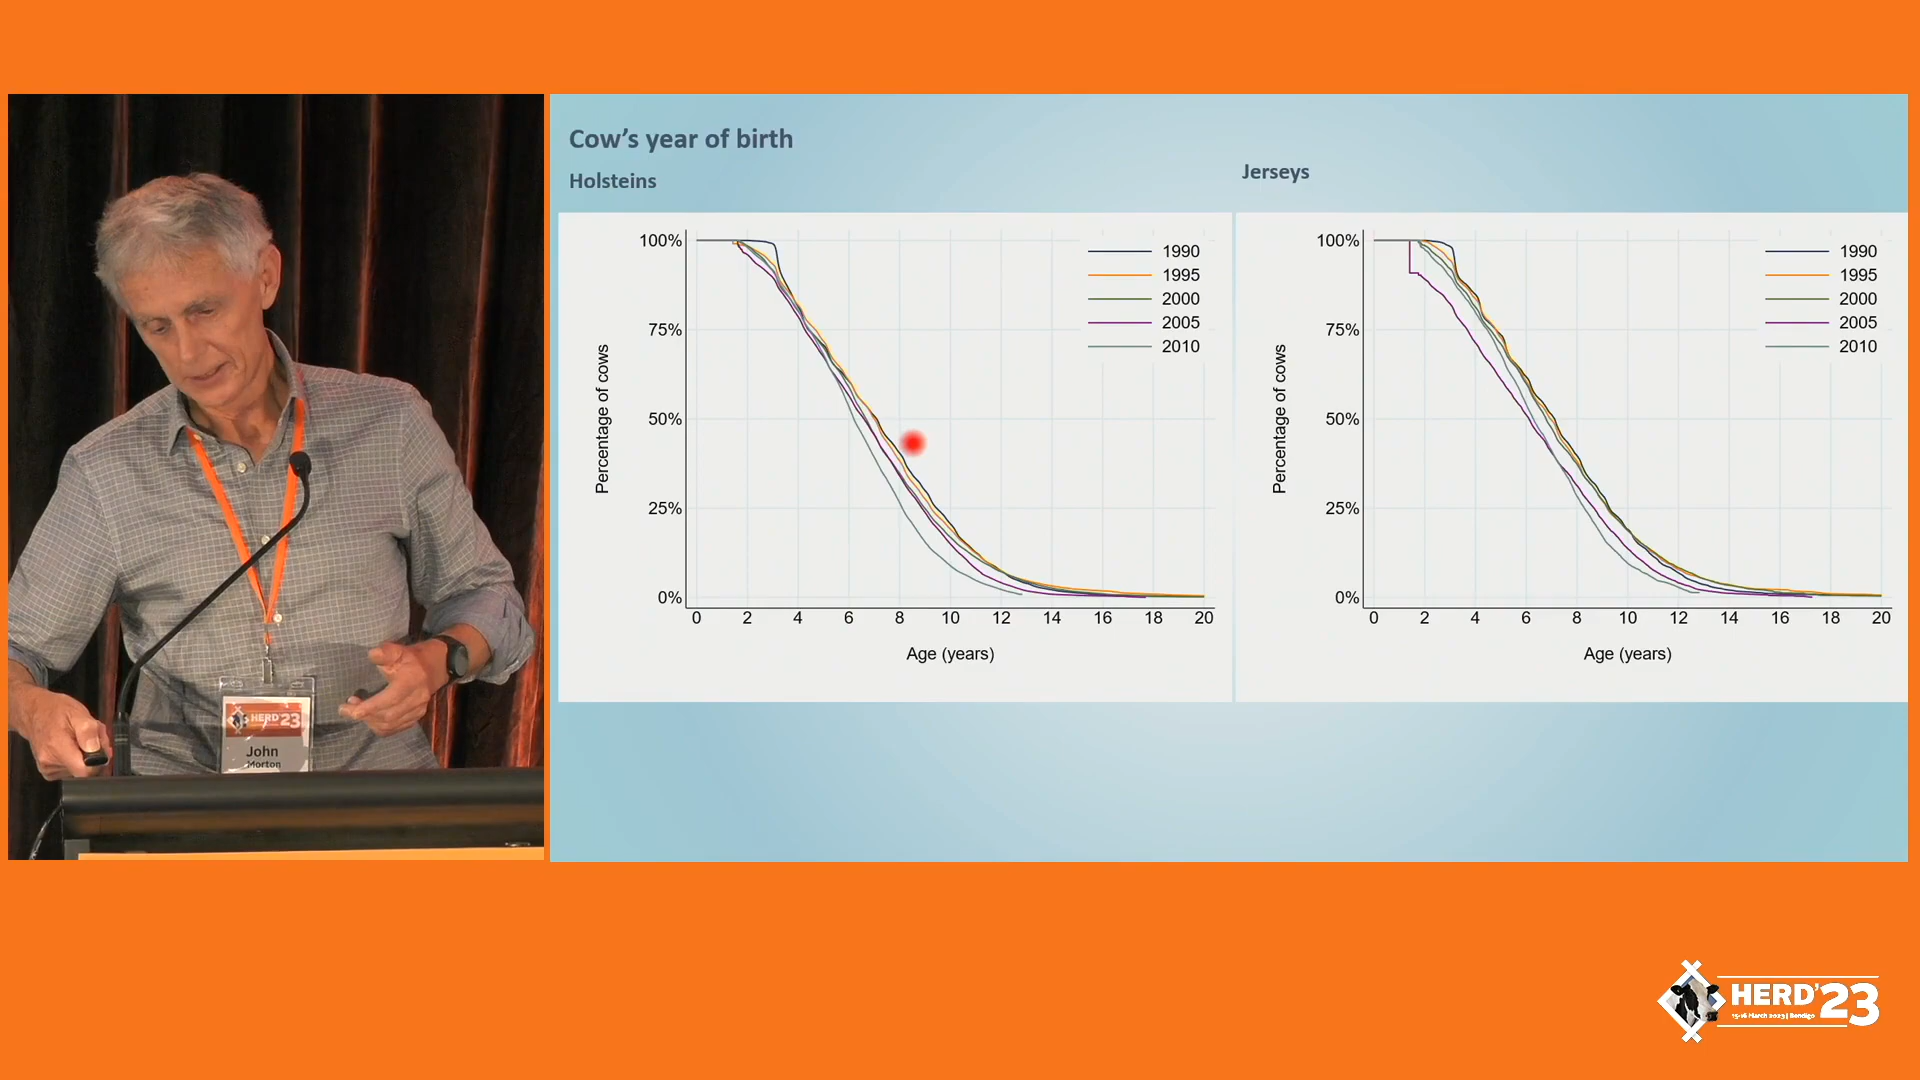 Cow's year of birth
Holsteins
Jerseys
100%
75%
50%
25%
0%
Percentage of cows
0 2 4 6 8 10 12 14 16 18 20
Age (years)
1990
1995
2000
2005
2010
100%
75%
50%
25%
0%
Percentage of cows
0 2 4 6 8 10 12 14 16 18 20
Age (years)
1990
1995
2000
2005
2010
HERD'23
John
Morton
HERD'23
15-16 March 2023 | Bendigo